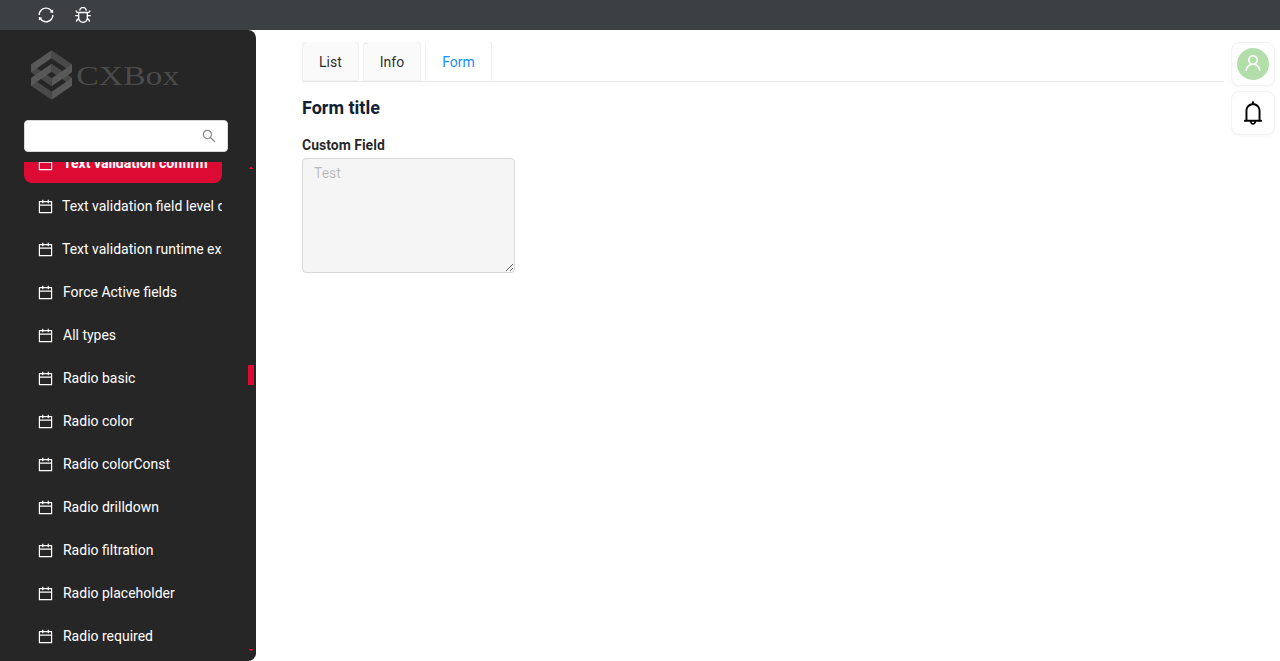 CXBox
List Info Form
Form title
Custom Field
Test
Text validation confirm
Text validation field level
Text validation runtime ex
Force Active fields
All types
Radio basic
Radio color
Radio colorConst
Radio drilldown
Radio filtration
Radio placeholder
Radio required